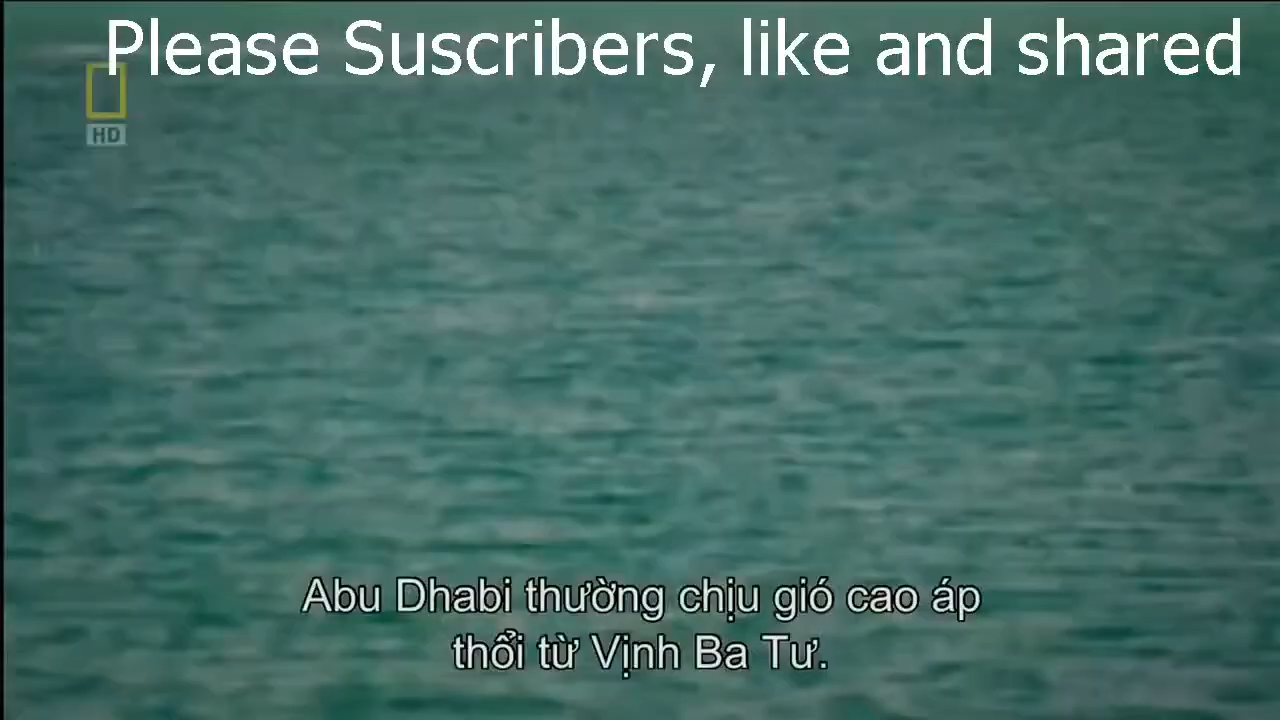 Please Suscribers, like and shared
HD
Abu Dhabi thường chịu gió cao áp
thổi từ Vịnh Ba Tư.